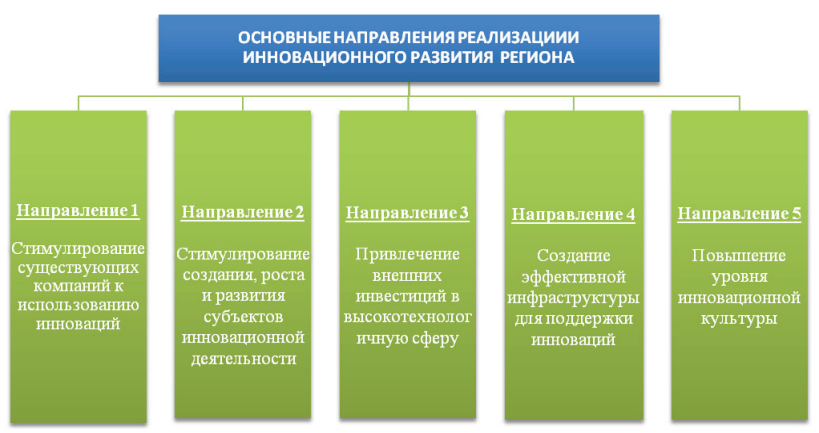 ОСНОВНЫЕ НАПРАВЛЕНИЯ РЕАЛИЗАЦИИИ
ИННОВАЦИОННОГО РАЗВИТИЯ РЕГИОНА
Направление 1
Стимулирование
существующих
компаний к
использованию
инноваций
Направление 2
Стимулирование
создания, роста
и развития
субъектов
инновационной
деятельности
Направление 3
Привлечение
внешних
инвестиций в
высокотехнолог
ичную сферу
Направление 4
Создание
эффективной
инфраструктуры
для поддержки
инноваций
Направление 5
Повышение
уровня
инновационной
культуры